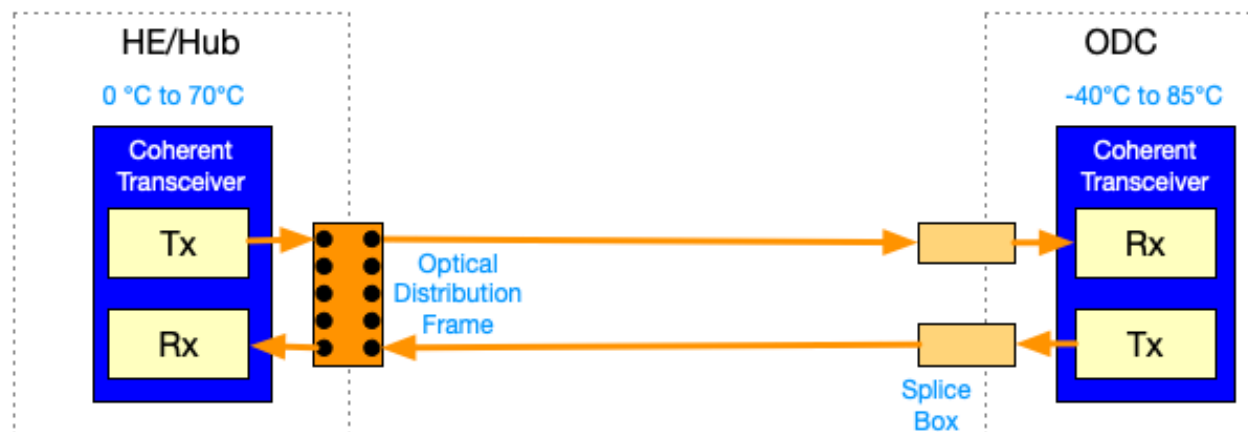 HE/Hub
0 °C to 70°C
Coherent
Transceiver
Tx
Rx
Optical
Distribution
Frame
Splice
Box
ODC
-40°C to 85°C
Coherent
Transceiver
Rx
Tx